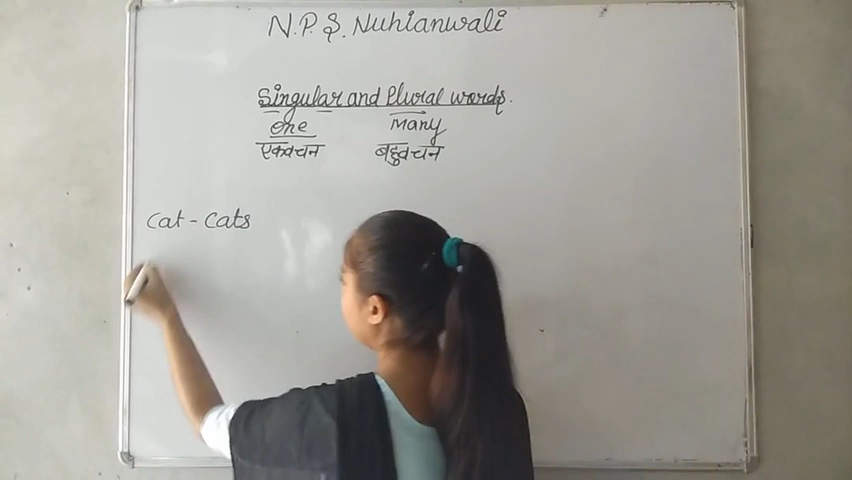 N.P.S. Nuhianwali
Singular and Plural words.
One Many
एकवचन बहुवचन
Cat - Cats